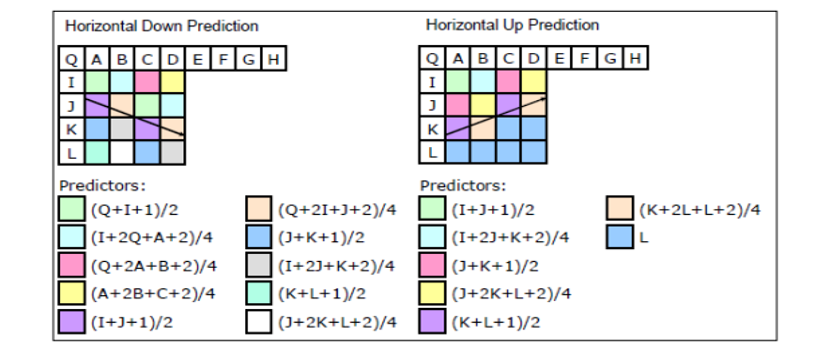 Horizontal Down Prediction
Q A B C D E F G H
I
J
K
L
Predictors:
(Q+I+1)/2
(I+2Q+A+2)/4
(Q+2A+B+2)/4
(A+2B+C+2)/4
(I+J+1)/2
(Q+2I+J+2)/4
(J+K+1)/2
(I+2J+K+2)/4
(K+L+1)/2
(J+2K+L+2)/4
Horizontal Up Prediction
Q A B C D E F G H
I
J
K
L
Predictors:
(I+J+1)/2
(I+2J+K+2)/4
(J+K+1)/2
(J+2K+L+2)/4
(K+L+1)/2
(K+2L+L+2)/4
L